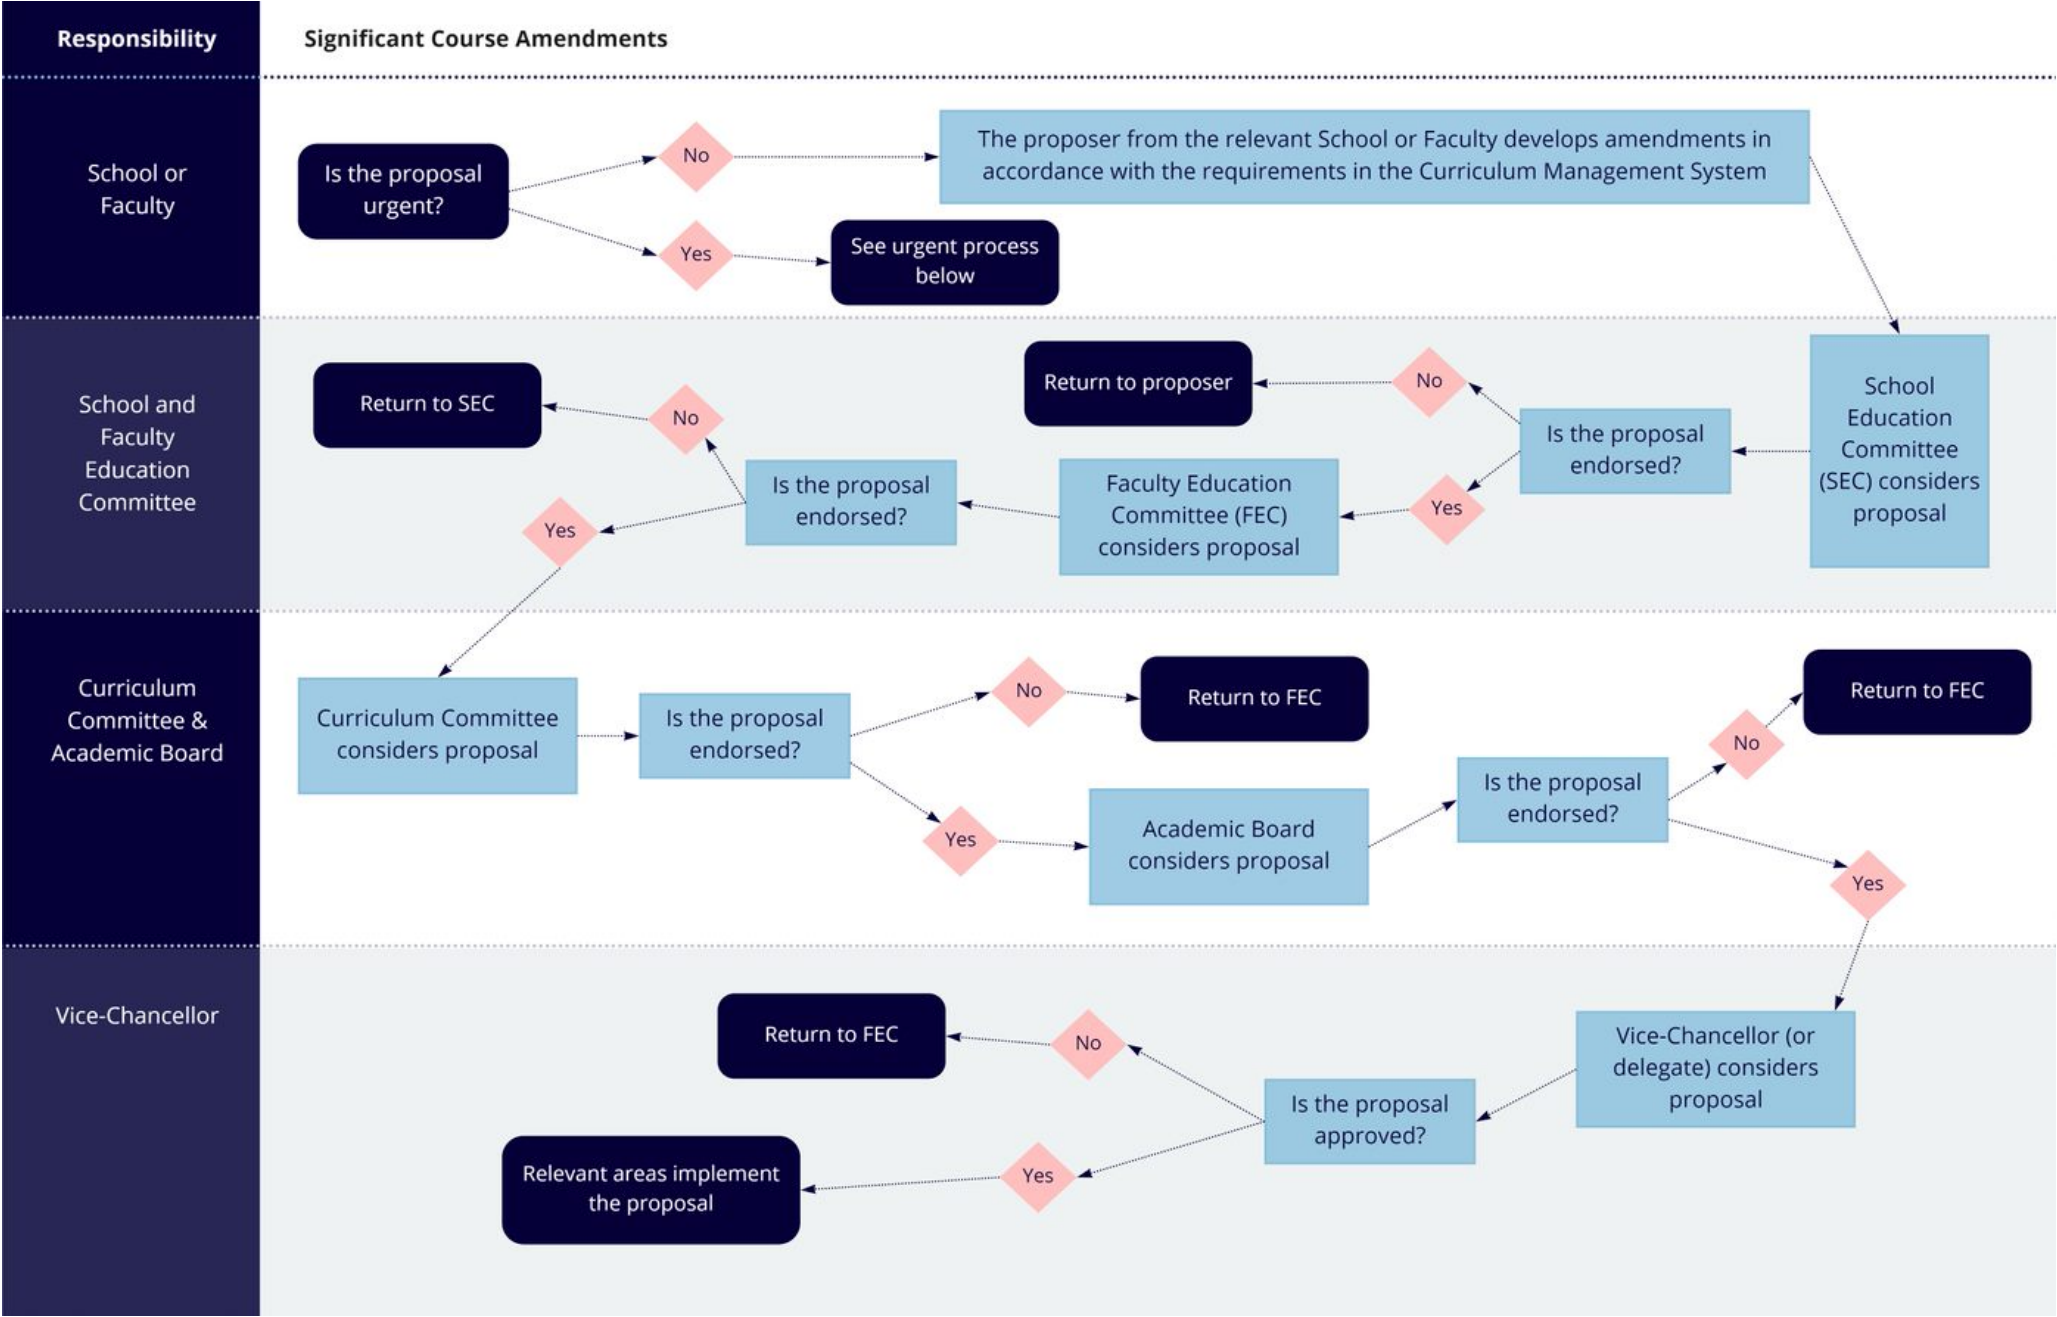 Responsibility
Significant Course Amendments
School or
Faculty
Is the proposal
urgent?
No
The proposer from the relevant School or Faculty develops amendments in
accordance with the requirements in the Curriculum Management System
Yes
See urgent process
below
School and
Faculty
Education
Committee
School
Education
Committee
(SEC) considers
proposal
Is the proposal
endorsed?
No
Return to proposer
Yes
Faculty Education
Committee (FEC)
considers proposal
Is the proposal
endorsed?
No
Return to SEC
Yes
Curriculum
Committee &
Academic Board
Curriculum Committee
considers proposal
Is the proposal
endorsed?
No
Return to FEC
Yes
Academic Board
considers proposal
Is the proposal
endorsed?
No
Return to FEC
Yes
Vice-Chancellor
Vice-Chancellor (or
delegate) considers
proposal
Is the proposal
approved?
No
Return to FEC
Yes
Relevant areas implement
the proposal